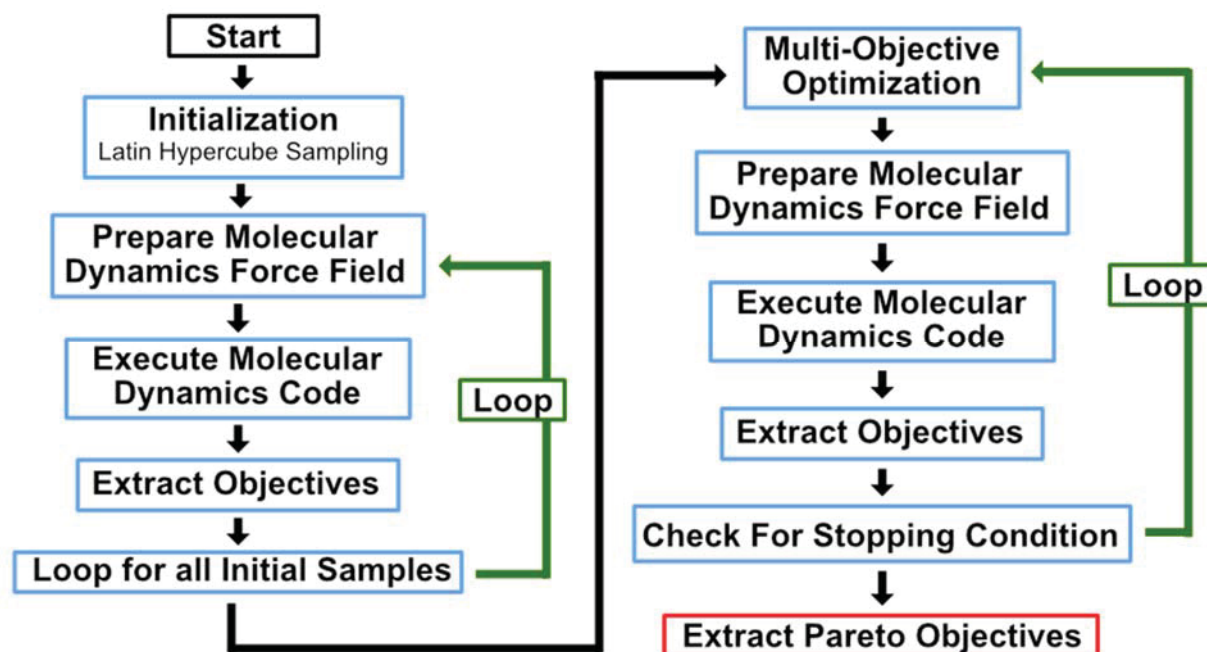 Start
Initialization
Latin Hypercube Sampling
Prepare Molecular
Dynamics Force Field
Execute Molecular
Dynamics Code
Extract Objectives
Loop for all Initial Samples
Loop
Multi-Objective
Optimization
Prepare Molecular
Dynamics Force Field
Execute Molecular
Dynamics Code
Extract Objectives
Check For Stopping Condition
Extract Pareto Objectives
Loop